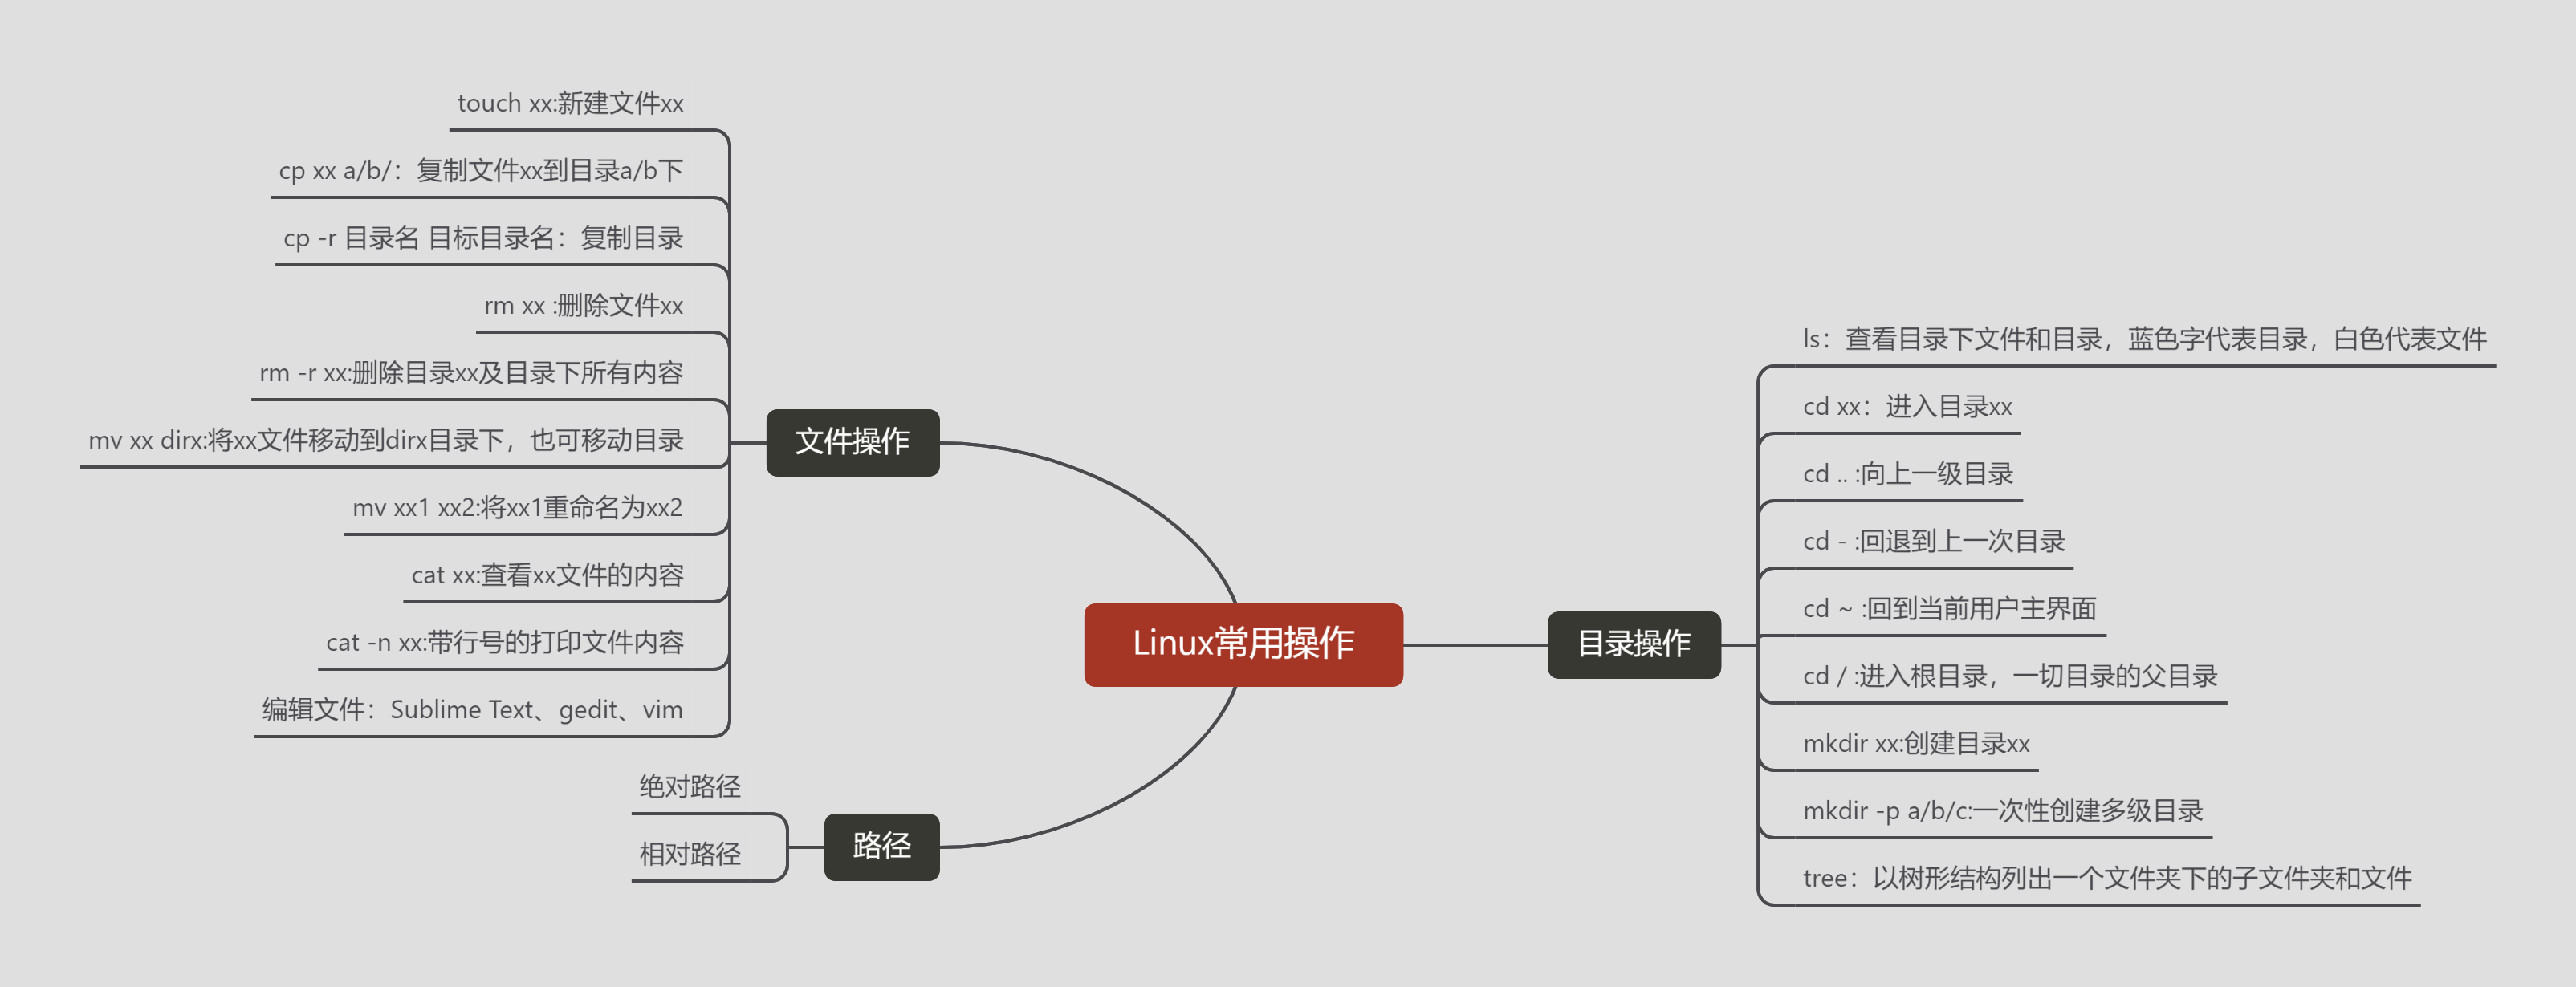 Linux常用操作
文件操作
touch xx:新建文件xx
cp xx a/b/：复制文件xx到目录a/b下
cp -r 目录名 目标目录名：复制目录
rm xx :删除文件xx
rm -r xx:删除目录xx及目录下所有内容
mv xx dirx:将xx文件移动到dirx目录下，也可移动目录
mv xx1 xx2:将xx1重命名为xx2
cat xx:查看xx文件的内容
cat -n xx:带行号的打印文件内容
编辑文件：Sublime Text、gedit、vim
路径
绝对路径
相对路径
目录操作
ls：查看目录下文件和目录，蓝色字代表目录，白色代表文件
cd xx：进入目录xx
cd .. :向上一级目录
cd - :回退到上一次目录
cd ~ :回到当前用户主界面
cd / :进入根目录，一切目录的父目录
mkdir xx:创建目录xx
mkdir -p a/b/c:一次性创建多级目录
tree：以树形结构列出一个文件夹下的子文件夹和文件